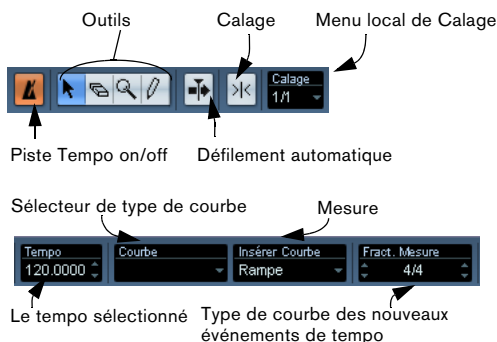 Outils
Calage
Menu local de Calage
Calage
1/1
Piste Tempo on/off
Défilement automatique
Sélecteur de type de courbe
Mesure
Tempo
Courbe
Insérer Courbe
Fract. Mesure
120.0000
Rampe
4/4
Le tempo sélectionné
Type de courbe des nouveaux
événements de tempo